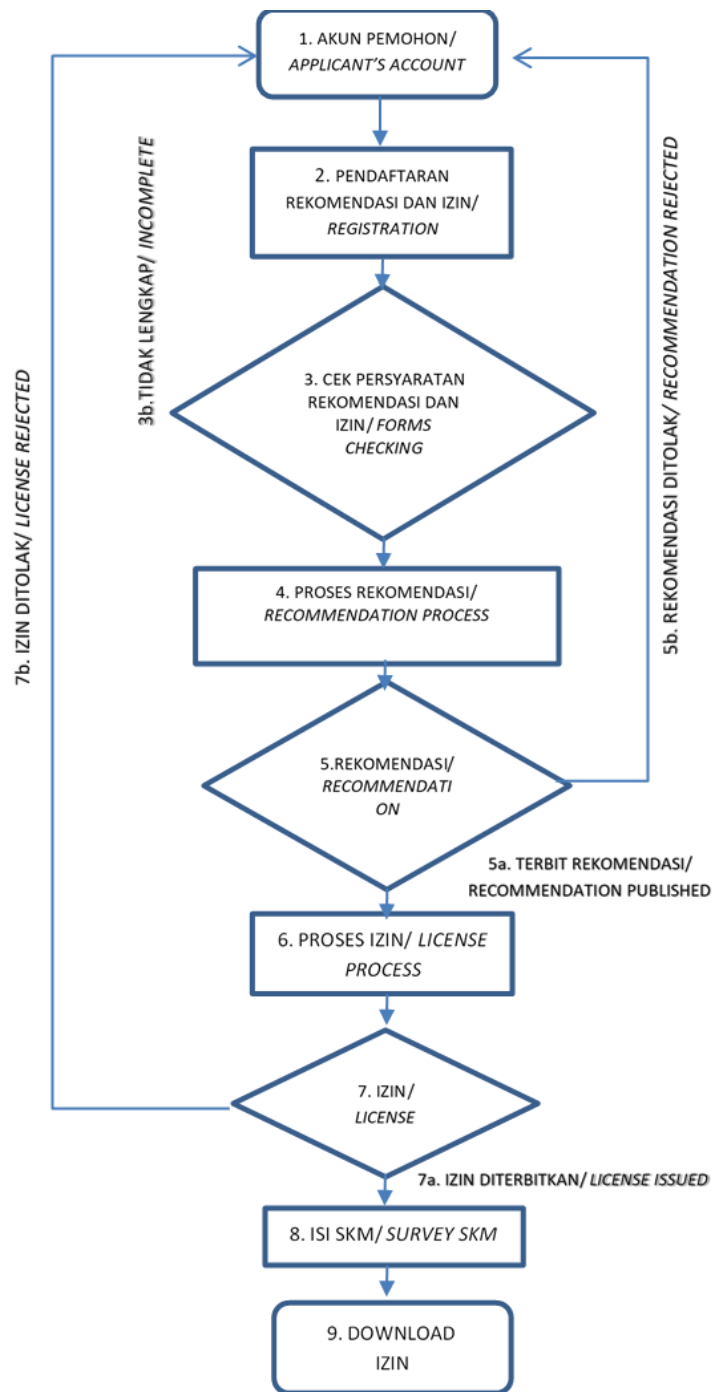 1. AKUN PEMOHON/
APPLICANT'S ACCOUNT
2. PENDAFTARAN
REKOMENDASI DAN IZIN/
REGISTRATION
3b.TIDAK LENGKAP/ INCOMPLETE
3. CEK PERSYARATAN
REKOMENDASI DAN
IZIN/ FORMS
CHECKING
5b. REKOMENDASI DITOLAK/ RECOMMENDATION REJECTED
7b. IZIN DITOLAK/ LICENSE REJECTED
4. PROSES REKOMENDASI/
RECOMMENDATION PROCESS
5.REKOMENDASI/
RECOMMENDATI
ON
5a. TERBIT REKOMENDASI/
RECOMMENDATION PUBLISHED
6. PROSES IZIN/ LICENSE
PROCESS
7. IZIN/
LICENSE
7a. IZIN DITERBITKAN/ LICENSE ISSUED
8. ISI SKM/ SURVEY SKM
9. DOWNLOAD
IZIN